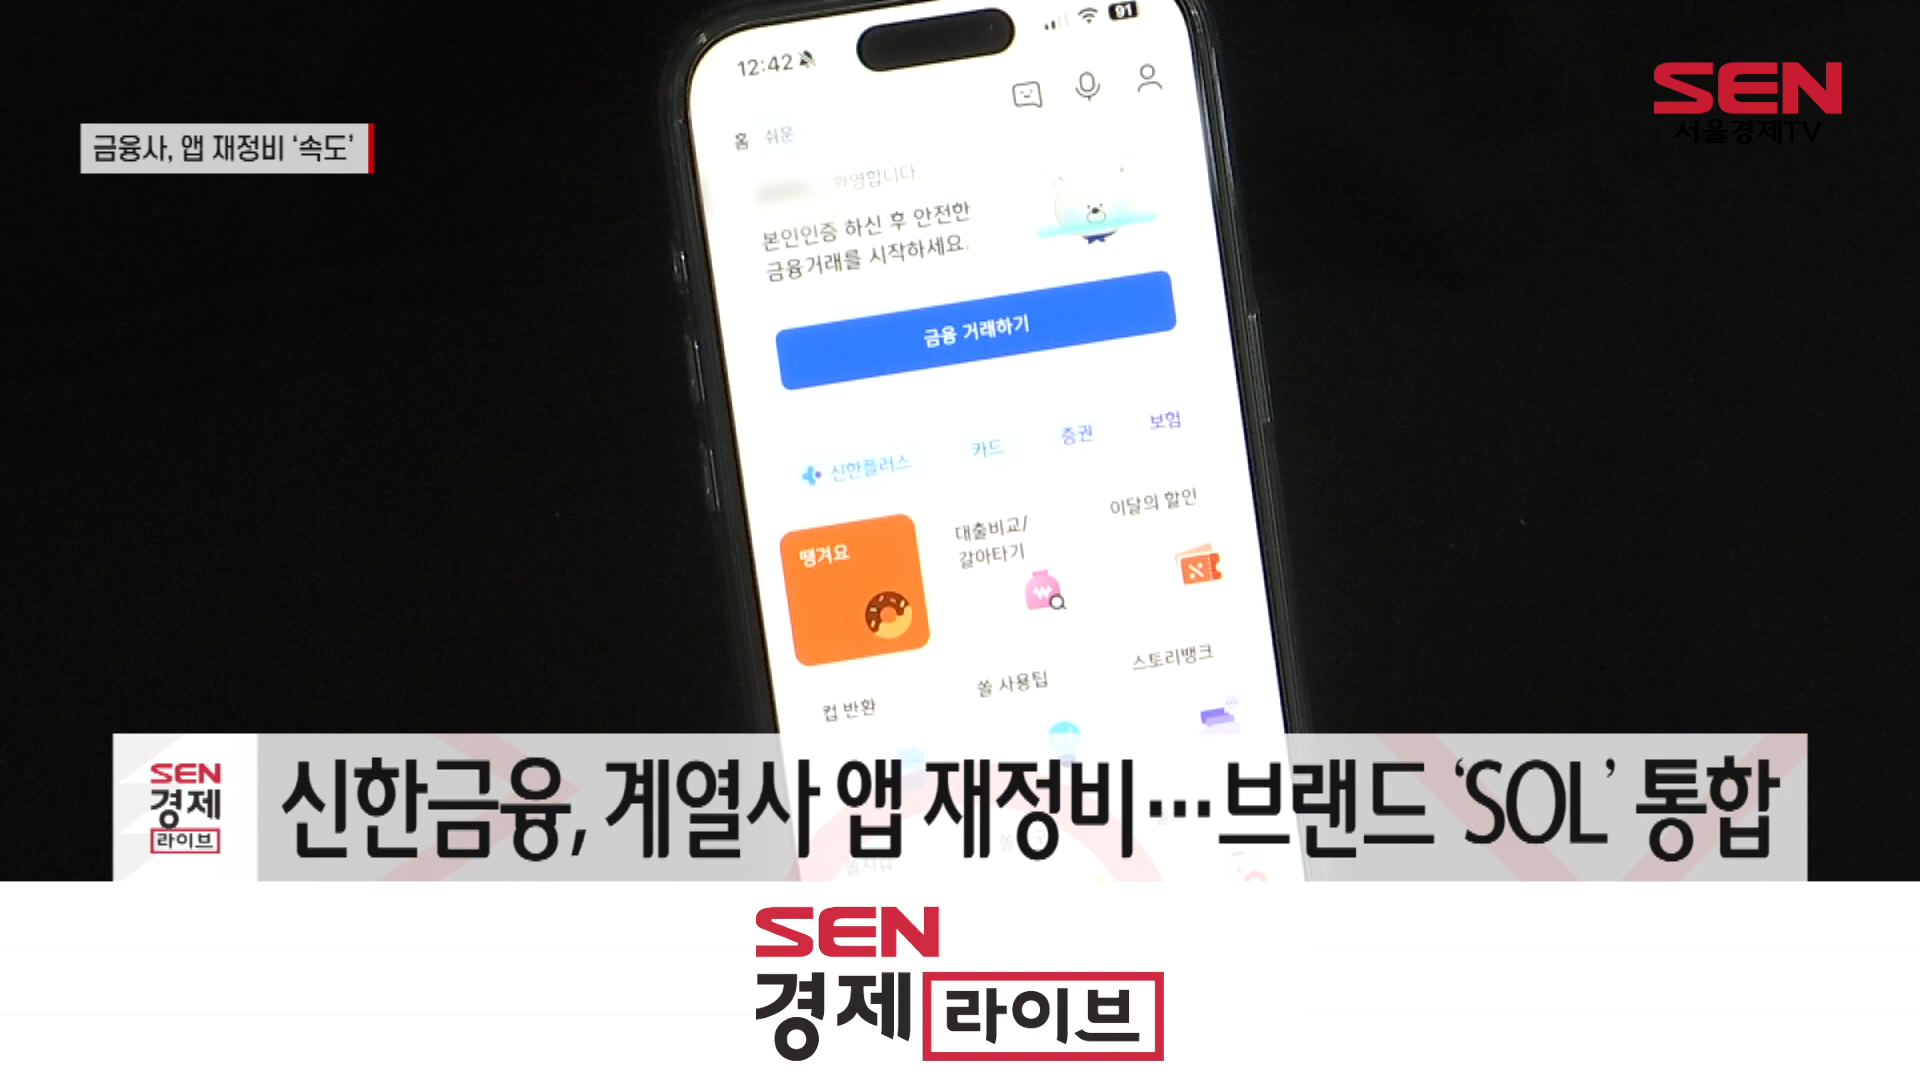 12:42
91
SEN
서울경제TV
금융사, 앱 재정비 ‘속도’
홈 쉬운
환영합니다.
본인인증 하신 후 안전한
금융거래를 시작하세요.
금융 거래하기
신한플러스 카드 증권 보험
땡겨요
대출비교/
갈아타기
이달의 할인
컵 반환
쏠 사용팁
스토리뱅크
SEN
경제
라이브
신한금융, 계열사 앱 재정비…브랜드 ‘SOL’ 통합
SEN
경제 라이브